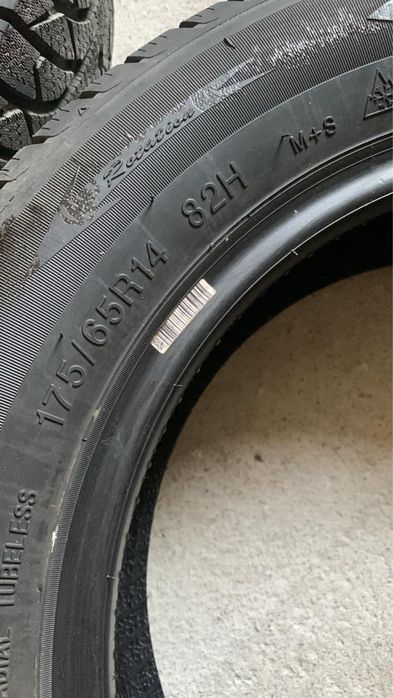 Rotation
175/65R14 82H M+S
RADIAL TUBELESS